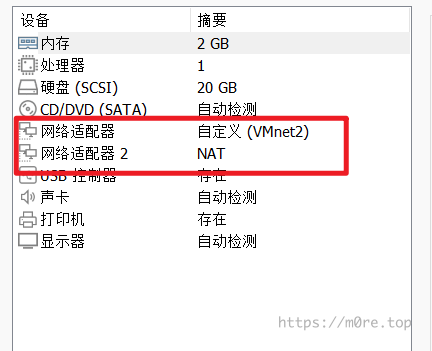 设备 摘要
内存 2 GB
处理器 1
硬盘 (SCSI) 20 GB
CD/DVD (SATA) 自动检测
网络适配器 自定义 (VMnet2)
网络适配器 2 NAT
USB 控制器 存在
声卡 自动检测
打印机 存在
显示器 自动检测
https://m0re.top